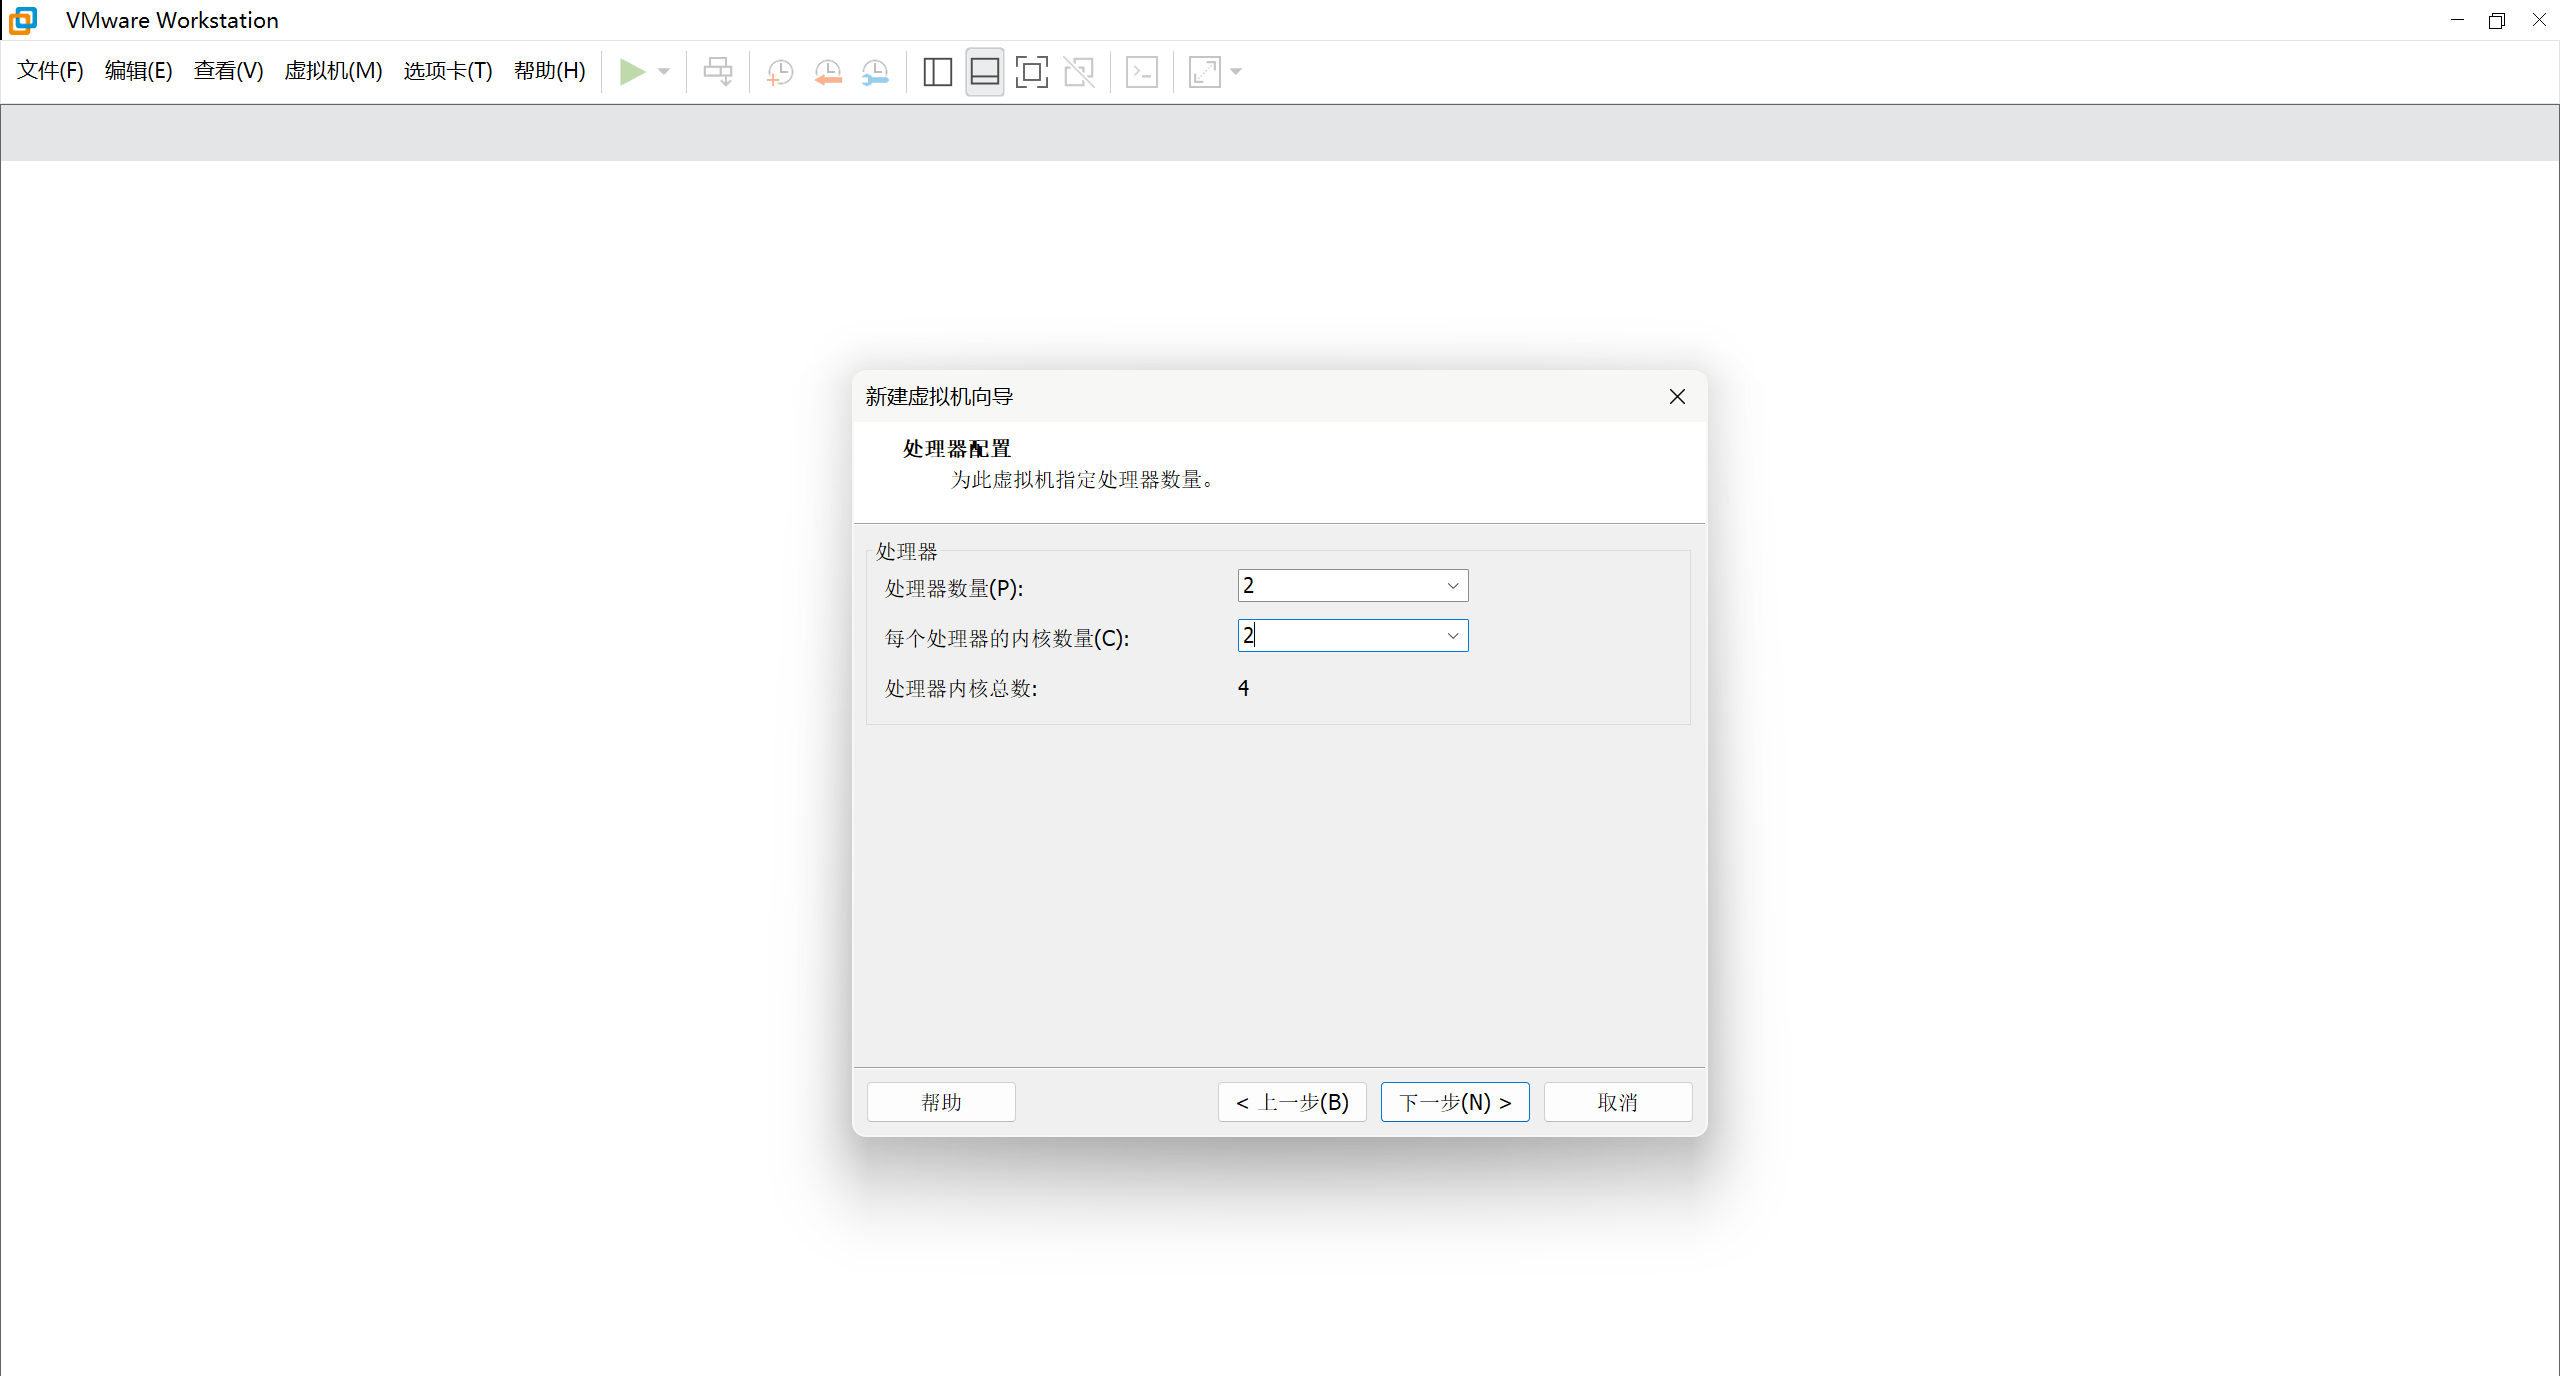 VMware Workstation
文件(F) 编辑(E) 查看(V) 虚拟机(M) 选项卡(T) 帮助(H)
新建虚拟机向导
处理器配置
为此虚拟机指定处理器数量。
处理器
处理器数量(P): 2
每个处理器的内核数量(C): 2
处理器内核总数: 4
帮助 < 上一步(B) 下一步(N) > 取消